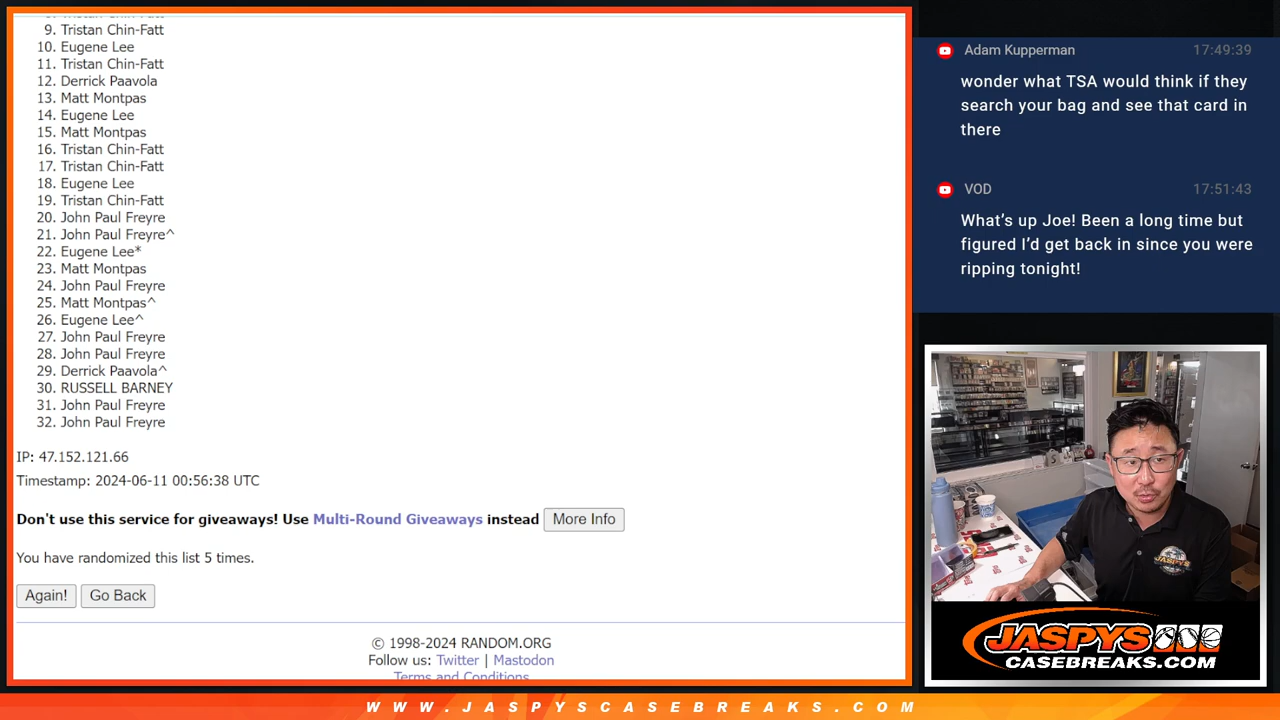 9. Tristan Chin-Fatt
10. Eugene Lee
11. Tristan Chin-Fatt
12. Derrick Paavola
13. Matt Montpas
14. Eugene Lee
15. Matt Montpas
16. Tristan Chin-Fatt
17. Tristan Chin-Fatt
18. Eugene Lee
19. Tristan Chin-Fatt
20. John Paul Freyre
21. John Paul Freyre^
22. Eugene Lee*
23. Matt Montpas
24. John Paul Freyre
25. Matt Montpas^
26. Eugene Lee^
27. John Paul Freyre
28. John Paul Freyre
29. Derrick Paavola^
30. RUSSELL BARNEY
31. John Paul Freyre
32. John Paul Freyre
IP: 47.152.121.66
Timestamp: 2024-06-11 00:56:38 UTC
Don't use this service for giveaways! Use Multi-Round Giveaways instead More Info
You have randomized this list 5 times.
Again! Go Back
© 1998-2024 RANDOM.ORG
Follow us: Twitter | Mastodon
Terms and Conditions
Adam Kupperman 17:49:39
wonder what TSA would think if they
search your bag and see that card in
there
VOD 17:51:43
What's up Joe! Been a long time but
figured I'd get back in since you were
ripping tonight!
JASPYS
JASPYS
CASEBREAKS.COM
WWW.JASPYSCASEBREAKS.COM